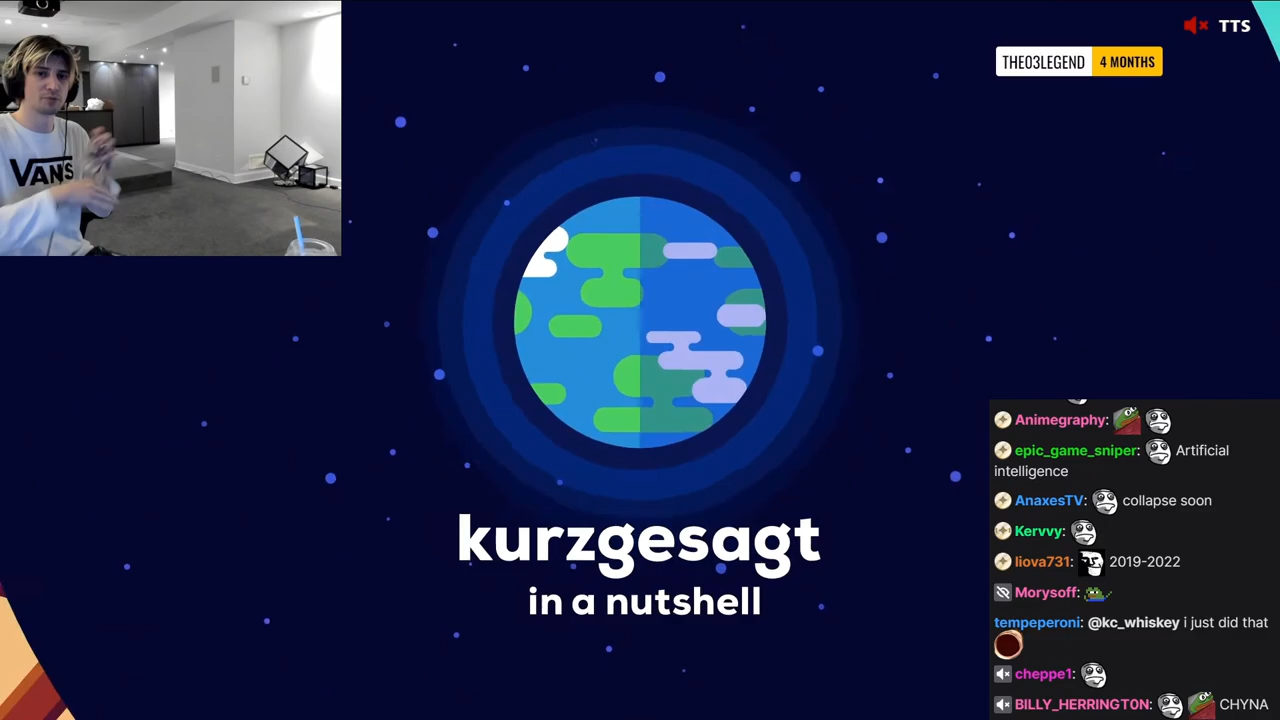 TTS
THEO3LEGEND 4 MONTHS
VANS
kurzgesagt
in a nutshell
Animegraphy:
epic_game_sniper: Artificial
intelligence
AnaxesTV: collapse soon
Kervvy:
liova731: 2019-2022
Morysoff:
tempeperoni: @kc_whiskey i just did that
cheppe1:
BILLY_HERRINGT0N: CHYNA